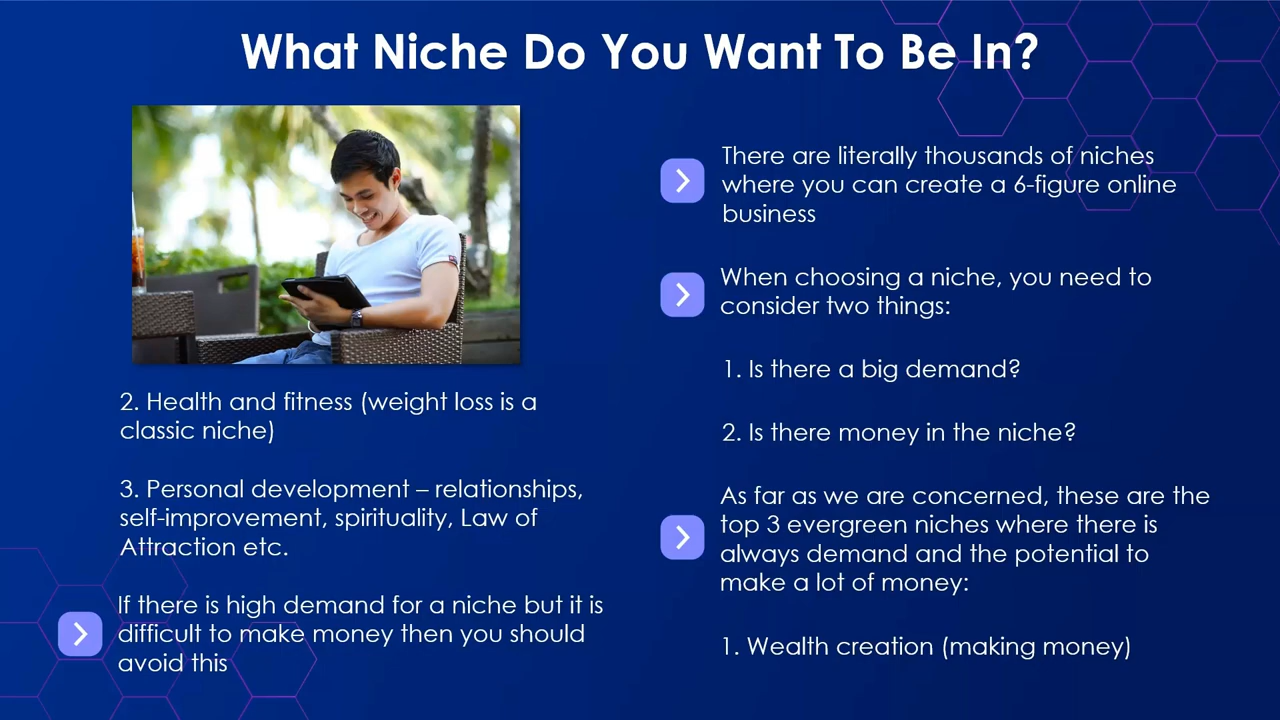 What Niche Do You Want To Be In?
There are literally thousands of niches
where you can create a 6-figure online
business
When choosing a niche, you need to
consider two things:
1. Is there a big demand?
2. Is there money in the niche?
As far as we are concerned, these are the
top 3 evergreen niches where there is
always demand and the potential to
make a lot of money:
1. Wealth creation (making money)
2. Health and fitness (weight loss is a
classic niche)
3. Personal development – relationships,
self-improvement, spirituality, Law of
Attraction etc.
If there is high demand for a niche but it is
difficult to make money then you should
avoid this